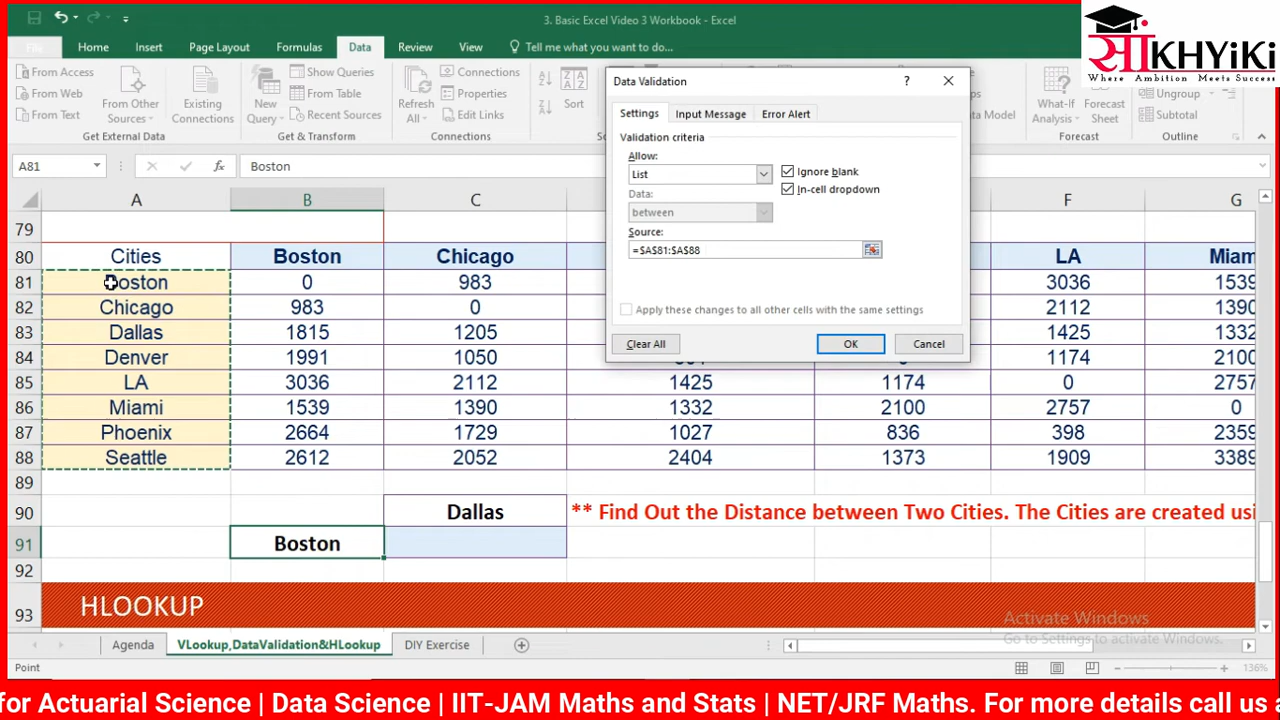 3. Basic Excel Video 3 Workbook - Excel
सांKHYiKi
Where Ambition Meets Success
File Home Insert Page Layout Formulas Data Review View Tell me what you want to do...
From Access
From Web
From Text
From Other Sources
Existing Connections
Get External Data
New Query
Show Queries
From Table
Recent Sources
Get & Transform
Refresh All
Connections
Properties
Edit Links
Connections
Sort
Data Model
What-If Analysis
Forecast Sheet
Forecast
Ungroup
Subtotal
Outline
Data Validation ?
Settings Input Message Error Alert
Validation criteria
Allow:
List
Ignore blank
In-cell dropdown
Data:
between
Source:
=$A$81:$A$88
Apply these changes to all other cells with the same settings
Clear All OK Cancel
A81 fx Boston
A B C F G
79
80 Cities Boston Chicago LA Miam
81 Boston 0 983 3036 1539
82 Chicago 983 0 2112 1390
83 Dallas 1815 1205 1425 1332
84 Denver 1991 1050 1174 2100
85 LA 3036 2112 1425 1174 0 2757
86 Miami 1539 1390 1332 2100 2757 0
87 Phoenix 2664 1729 1027 836 398 2359
88 Seattle 2612 2052 2404 1373 1909 3389
89
90 Dallas ** Find Out the Distance between Two Cities. The Cities are created usi
91 Boston
92
93 HLOOKUP
Activate Windows
Go to Settings to activate Windows.
Agenda VLookup,DataValidation&HLookup DIY Exercise
Point 136%
for Actuarial Science | Data Science | IIT-JAM Maths and Stats | NET/JRF Maths. For more details call us a